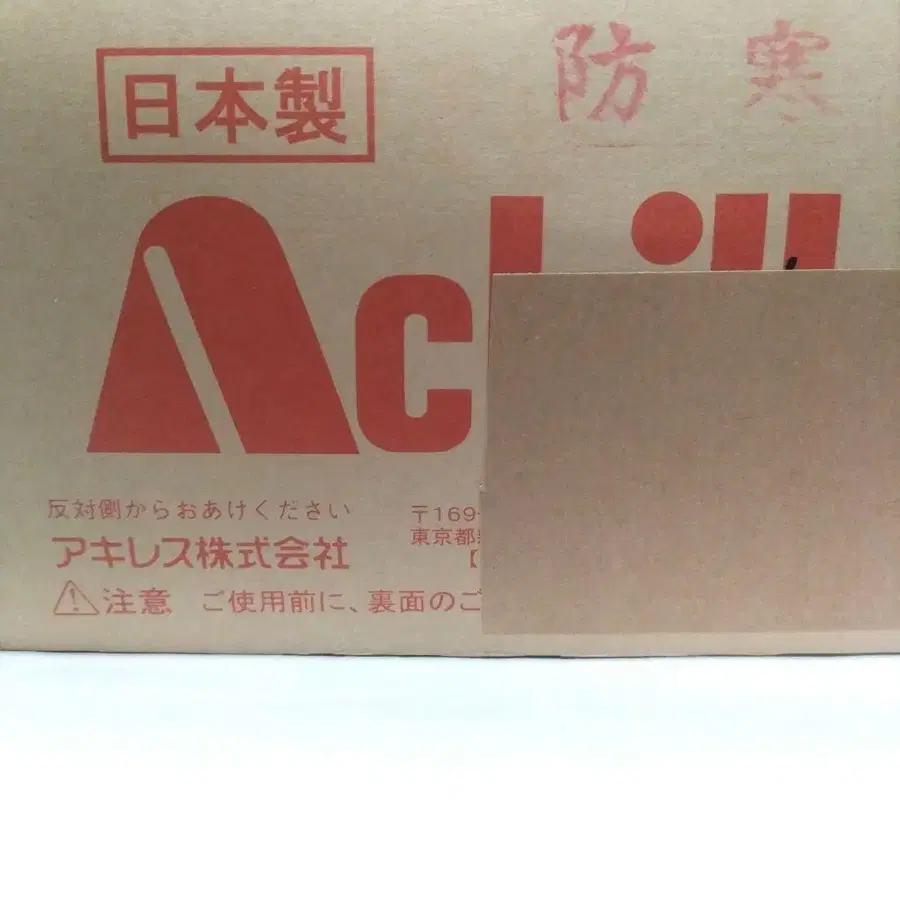 日本製
防寒
Achill
反対側からおあけください
アキレス株式会社
〒169-
東京都
【
⚠注意 ご使用前に、裏面のご